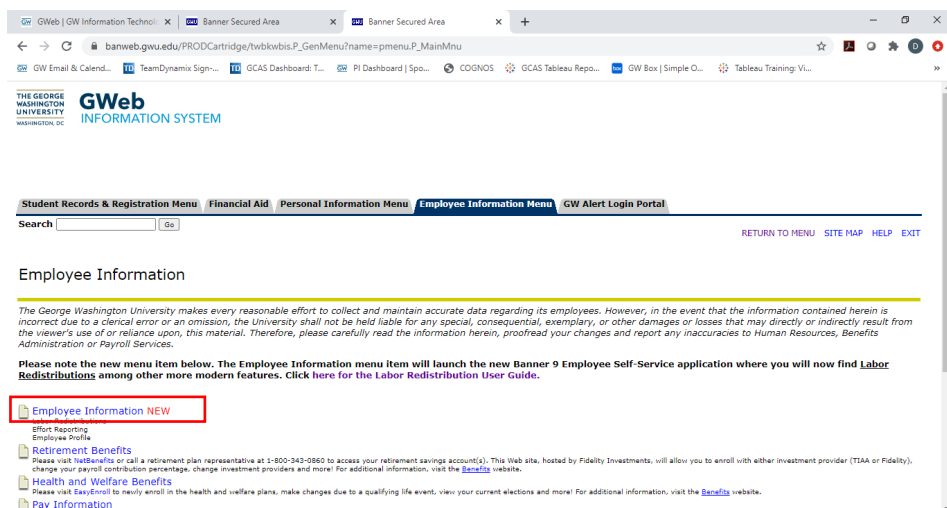 GWeb | GW Information Technolo Banner Secured Area Banner Secured Area
banweb.gwu.edu/PRODCartridge/twbkwbis.P_GenMenu?name=pmenu.P_MainMnu
GW Email & Calend... TeamDynamix Sign-... GCAS Dashboard: T... PI Dashboard | Spo... COGNOS GCAS Tableau Repo... GW Box | Simple O... Tableau Training: Vi... »
THE GEORGE
WASHINGTON
UNIVERSITY
WASHINGTON, DC
GWeb
INFORMATION SYSTEM
Student Records & Registration Menu Financial Aid Personal Information Menu Employee Information Menu GW Alert Login Portal
Search Go
RETURN TO MENU SITE MAP HELP EXIT
Employee Information
The George Washington University makes every reasonable effort to collect and maintain accurate data regarding its employees. However, in the event that the information contained herein is
incorrect due to a clerical error or an omission, the University shall not be held liable for any special, consequential, exemplary, or other damages or losses that may directly or indirectly result from
the viewer's use of or reliance upon, this material. Therefore, please carefully read the information herein, proofread your changes and report any inaccuracies to Human Resources, Benefits
Administration or Payroll Services.
Please note the new menu item below. The Employee Information menu item will launch the new Banner 9 Employee Self-Service application where you will now find Labor
Redistributions among other more modern features. Click here for the Labor Redistribution User Guide.
Employee Information NEW
Labor Redistributions
Effort Reporting
Employee Profile
Retirement Benefits
Please visit NetBenefits or call a retirement plan representative at 1-800-343-0860 to access your retirement savings account(s). This Web site, hosted by Fidelity Investments, will allow you to enroll with either investment provider (TIAA or Fidelity),
change your payroll contribution percentage, change investment providers and more! For additional information, visit the Benefits website.
Health and Welfare Benefits
Please visit EasyEnroll to newly enroll in the health and welfare plans, make changes due to a qualifying life event, view your current elections and more! For additional information, visit the Benefits website.
Pay Information